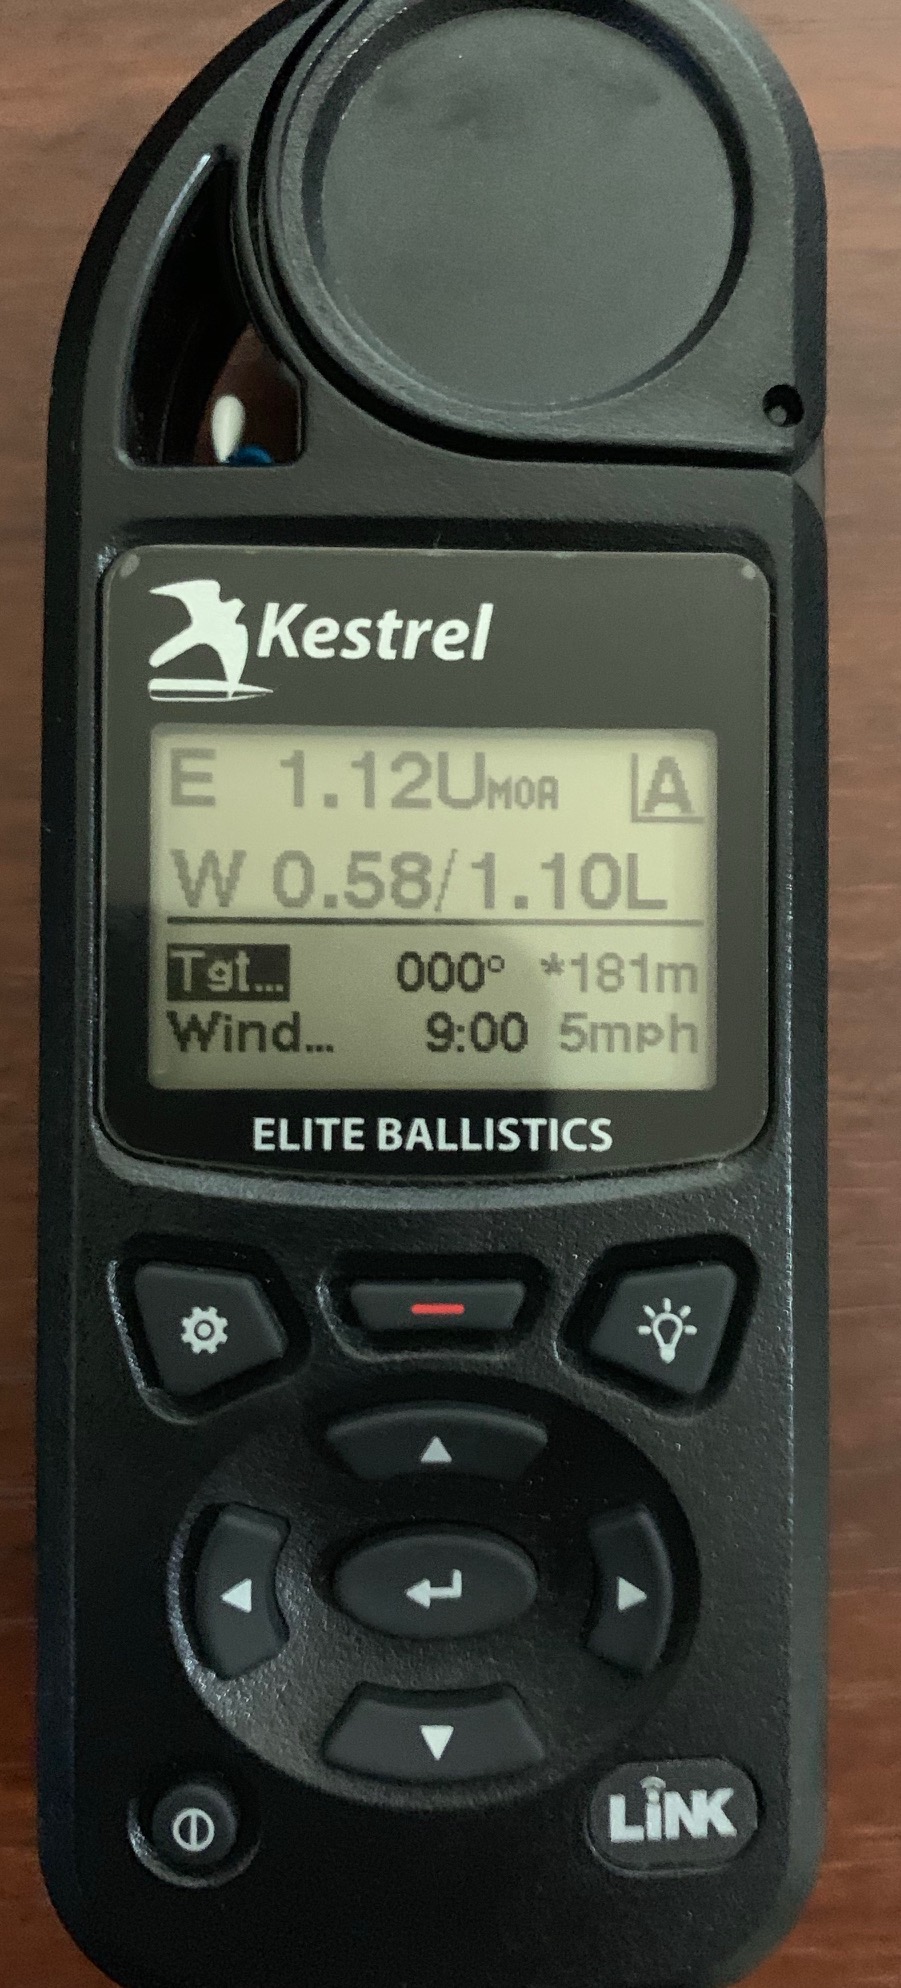 Kestrel
E 1.12UMOA A
W 0.58/1.10L
Tgt... 000° *181m
Wind... 9:00 5mph
ELITE BALLISTICS
LiNK